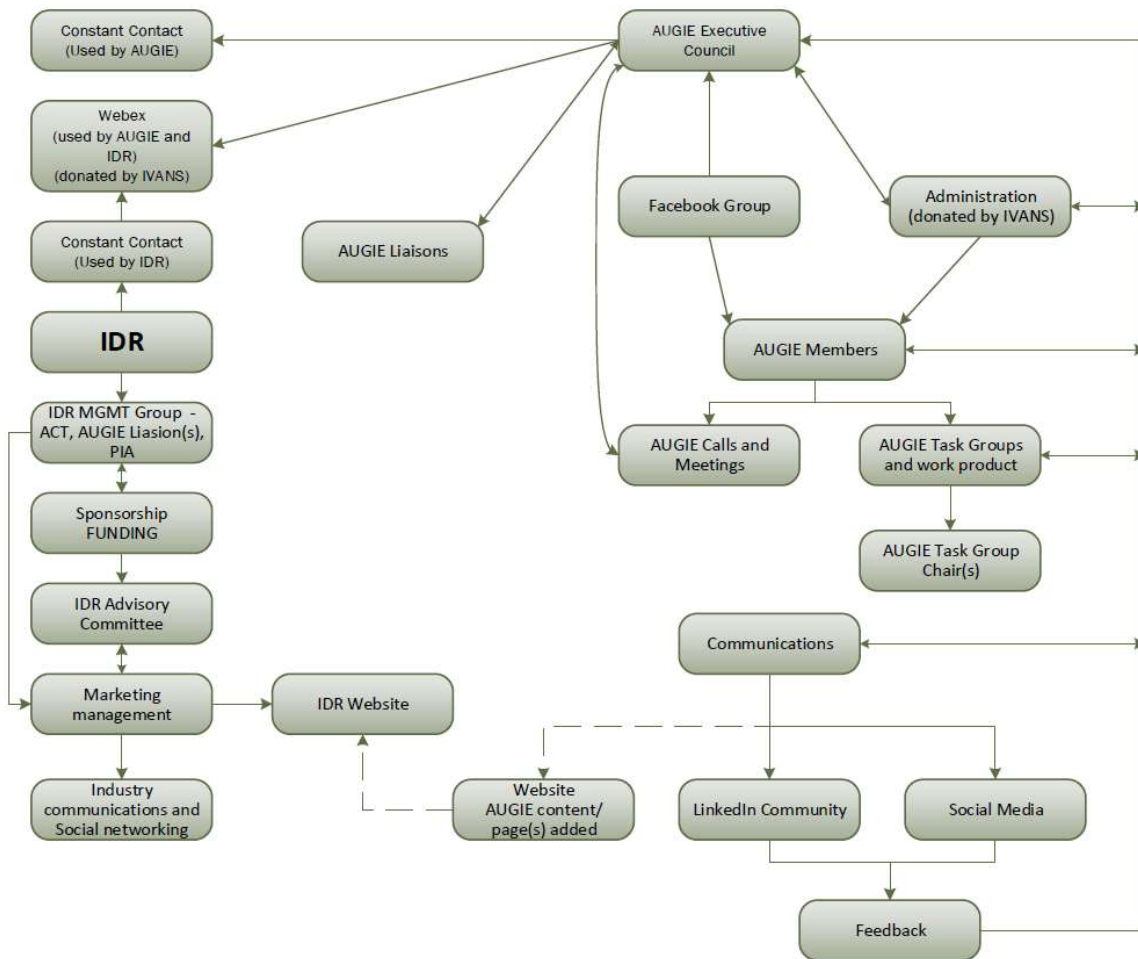 Constant Contact
(Used by AUGIE)
AUGIE Executive
Council
Webex
(used by AUGIE and
IDR)
(donated by IVANS)
Facebook Group
Administration
(donated by IVANS)
Constant Contact
(Used by IDR)
AUGIE Liaisons
IDR
AUGIE Members
IDR MGMT Group -
ACT, AUGIE Liasion(s),
PIA
AUGIE Calls and
Meetings
AUGIE Task Groups
and work product
Sponsorship
FUNDING
AUGIE Task Group
Chair(s)
IDR Advisory
Committee
Communications
Marketing
management
IDR Website
Industry
communications and
Social networking
Website
AUGIE content/
page(s) added
LinkedIn Community
Social Media
Feedback